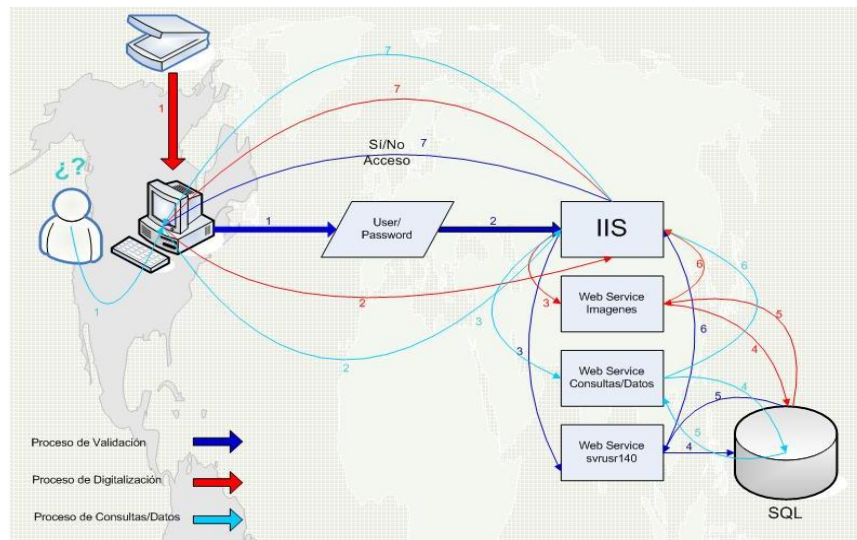 7
7
1
Sí/No 7
Acceso
¿?
1
User/
Password
2
IIS
6
6
2
3
3
Web Service
Imagenes
5
1
3
6
4
2
Web Service
Consultas/Datos
4
5
5
Proceso de Validación
Web Service
svrusr140
4
Proceso de Digitalización
SQL
Proceso de Consultas/Datos